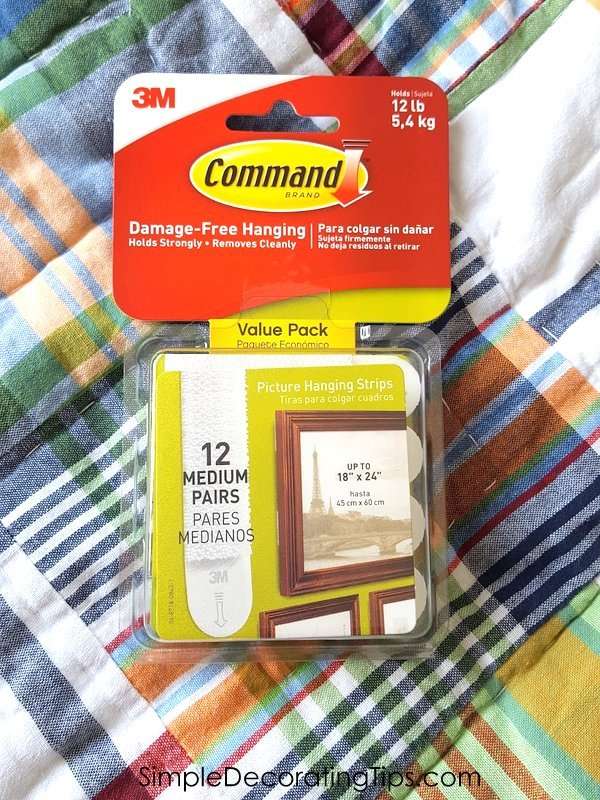 3M
Holds | Sujeta
12 lb
5,4 kg
Command
BRAND
Damage-Free Hanging
Holds Strongly • Removes Cleanly
Para colgar sin dañar
Sujeta firmemente
No deja residuos al retirar
Value Pack
Paquete Económico
Picture Hanging Strips
Tiras para colgar cuadros
12
MEDIUM
PAIRS
PARES
MEDIANOS
UP TO
18" x 24"
hasta
45 cm x 60 cm
3M
SimpleDecoratingTips.com